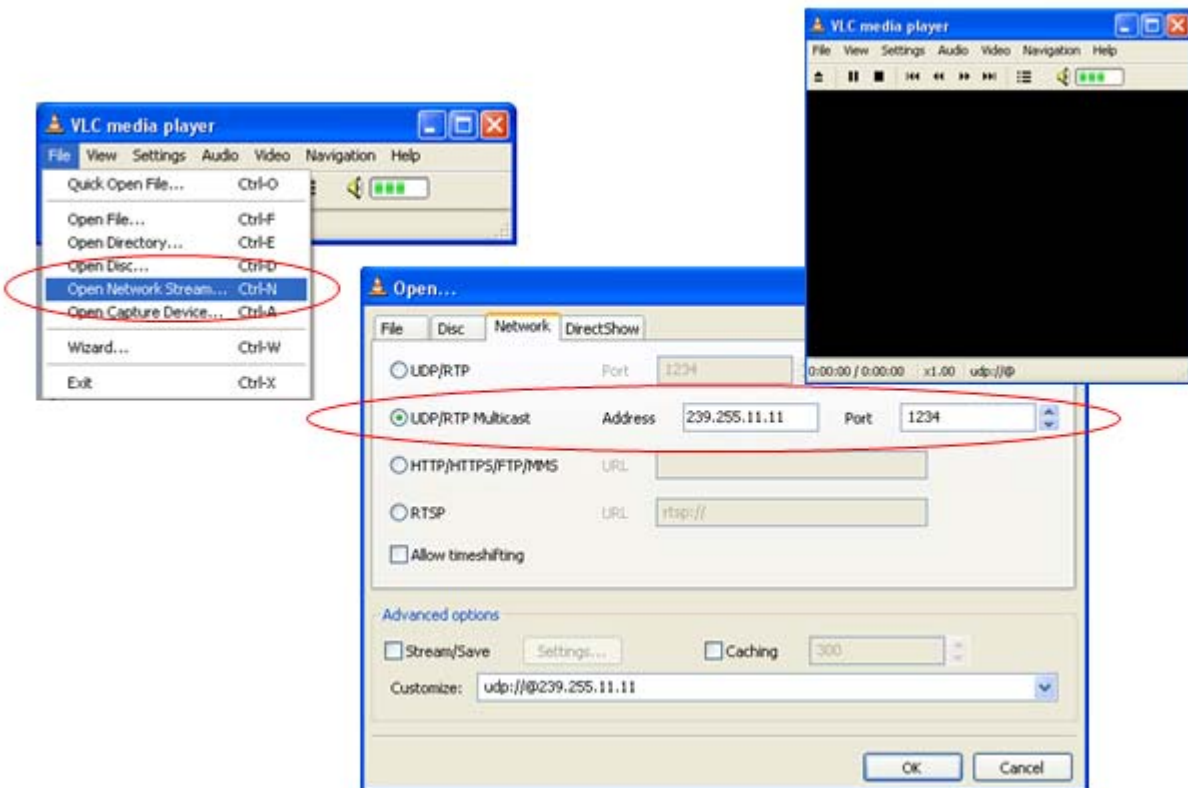 VLC media player
File View Settings Audio Video Navigation Help
Quick Open File... Ctrl-O
Open File... Ctrl-F
Open Directory... Ctrl-E
Open Disc... Ctrl-D
Open Network Stream... Ctrl-N
Open Capture Device... Ctrl-A
Wizard... Ctrl-W
Exit Ctrl-X
VLC media player
File View Settings Audio Video Navigation Help
0:00:00 / 0:00:00 x1.00 udp://@
Open...
File Disc Network DirectShow
UDP/RTP Port 1234
UDP/RTP Multicast Address 239.255.11.11 Port 1234
HTTP/HTTPS/FTP/MMS URL
RTSP URL rtsp://
Allow timeshifting
Advanced options
Stream/Save Settings... Caching 300
Customize: udp://@239.255.11.11
OK Cancel